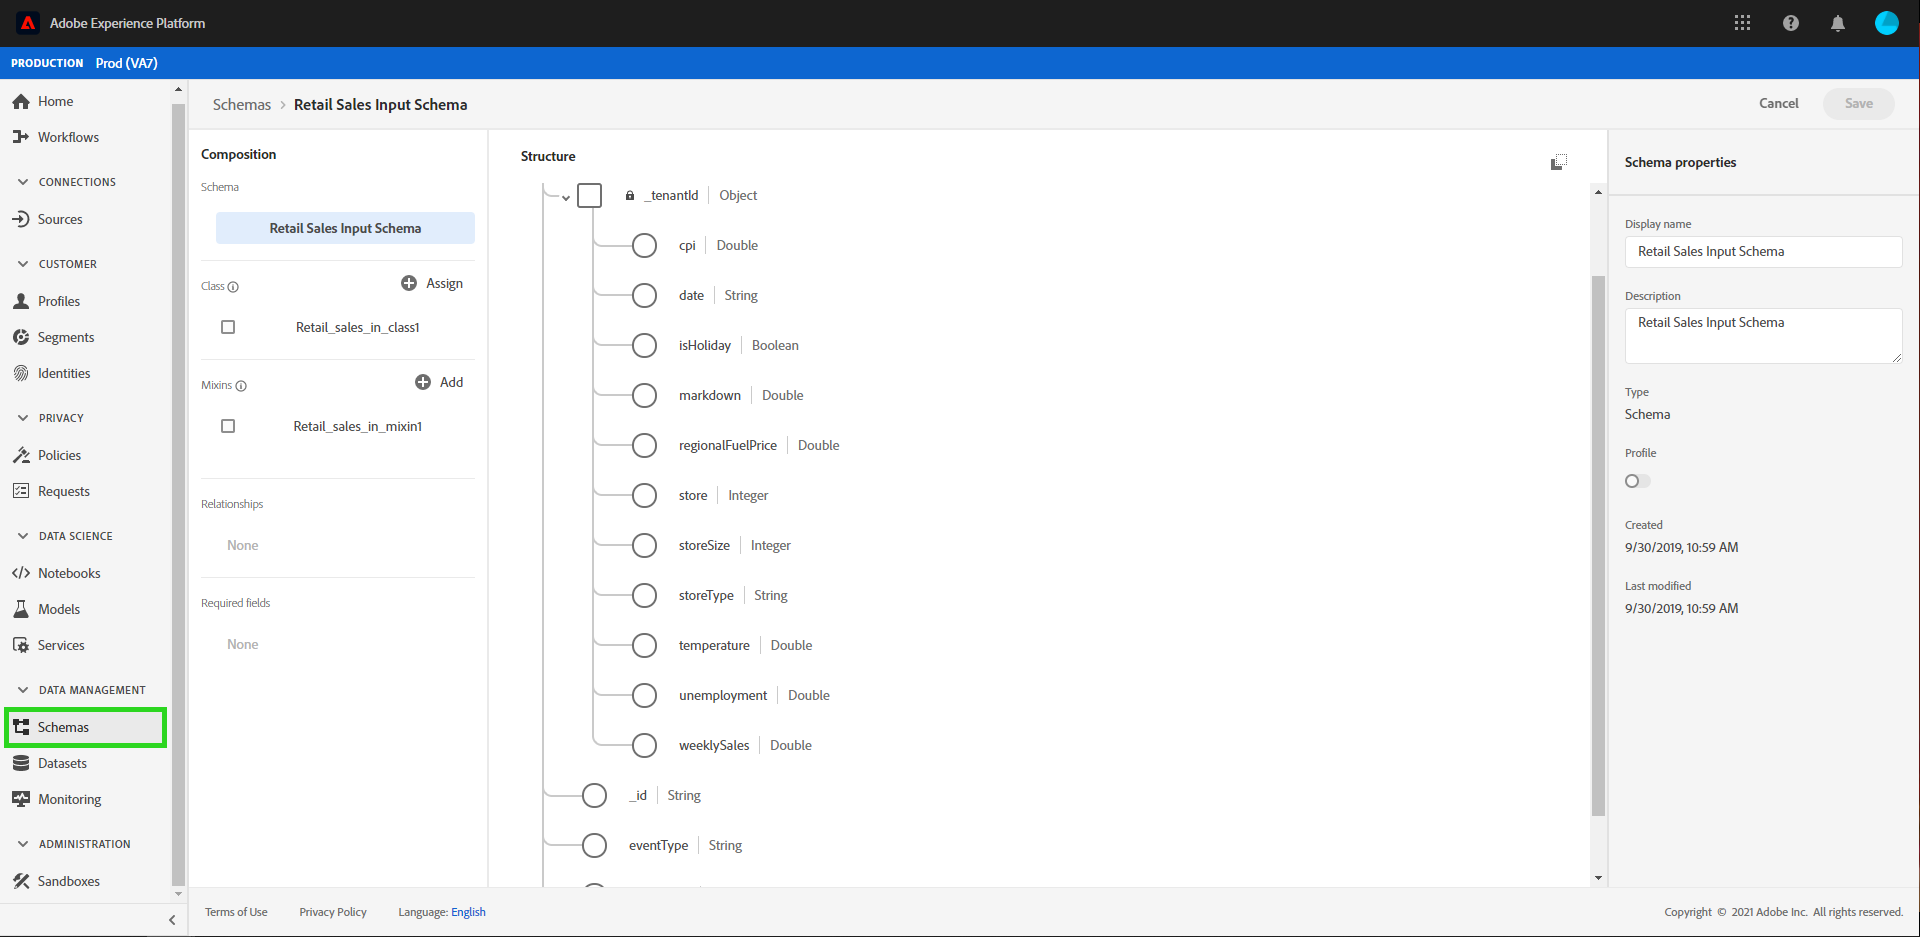 Adobe Experience Platform
PRODUCTION Prod (VA7)
Home
Workflows
CONNECTIONS
Sources
CUSTOMER
Profiles
Segments
Identities
PRIVACY
Policies
Requests
DATA SCIENCE
Notebooks
Models
Services
DATA MANAGEMENT
Schemas
Datasets
Monitoring
ADMINISTRATION
Sandboxes
Schemas > Retail Sales Input Schema
Cancel
Save
Composition
Schema
Retail Sales Input Schema
Class
Assign
Retail_sales_in_class1
Mixins
Add
Retail_sales_in_mixin1
Relationships
None
Required fields
None
Structure
_tenantId | Object
cpi | Double
date | String
isHoliday | Boolean
markdown | Double
regionalFuelPrice | Double
store | Integer
storeSize | Integer
storeType | String
temperature | Double
unemployment | Double
weeklySales | Double
_id | String
eventType | String
Schema properties
Display name
Retail Sales Input Schema
Description
Retail Sales Input Schema
Type
Schema
Profile
Created
9/30/2019, 10:59 AM
Last modified
9/30/2019, 10:59 AM
Terms of Use Privacy Policy Language: English
Copyright © 2021 Adobe Inc. All rights reserved.